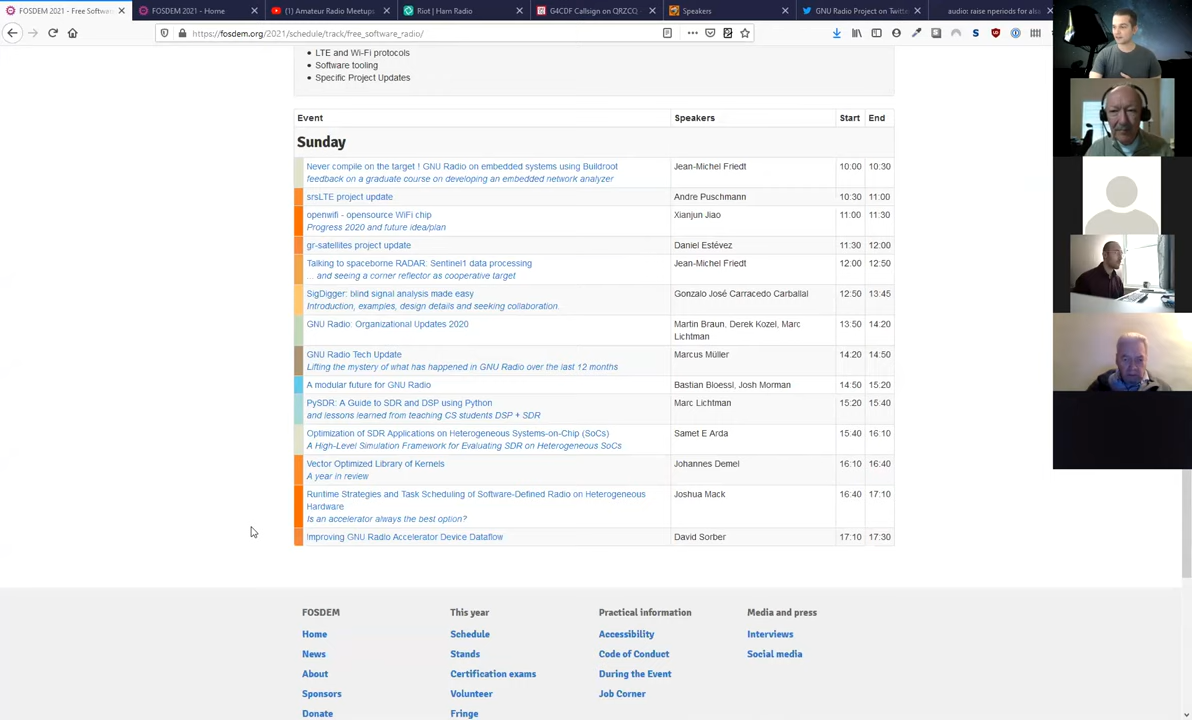 FOSDEM 2021 - Free Softwa
FOSDEM 2021 - Home
(1) Amateur Radio Meetups
Riot | Ham Radio
G4CDF Callsign on QRZCQ
Speakers
GNU Radio Project on Twitte
audio: raise nperiods for alsa
https://fosdem.org/2021/schedule/track/free_software_radio/
LTE and Wi-Fi protocols
Software tooling
Specific Project Updates
Event Speakers Start End
Sunday
Never compile on the target ! GNU Radio on embedded systems using Buildroot Jean-Michel Friedt 10:00 10:30
feedback on a graduate course on developing an embedded network analyzer
srsLTE project update Andre Puschmann 10:30 11:00
openwifi - opensource WiFi chip Xianjun Jiao 11:00 11:30
Progress 2020 and future idea/plan
gr-satellites project update Daniel Estévez 11:30 12:00
Talking to spaceborne RADAR: Sentinel1 data processing Jean-Michel Friedt 12:00 12:50
... and seeing a corner reflector as cooperative target
SigDigger: blind signal analysis made easy Gonzalo José Carracedo Carballal 12:50 13:45
Introduction, examples, design details and seeking collaboration.
GNU Radio: Organizational Updates 2020 Martin Braun, Derek Kozel, Marc 13:50 14:20
Lichtman
GNU Radio Tech Update Marcus Müller 14:20 14:50
Lifting the mystery of what has happened in GNU Radio over the last 12 months
A modular future for GNU Radio Bastian Bloessi, Josh Morman 14:50 15:20
PySDR: A Guide to SDR and DSP using Python Marc Lichtman 15:20 15:40
and lessons learned from teaching CS students DSP + SDR
Optimization of SDR Applications on Heterogeneous Systems-on-Chip (SoCs) Samet E Arda 15:40 16:10
A High-Level Simulation Framework for Evaluating SDR on Heterogeneous SoCs
Vector Optimized Library of Kernels Johannes Demel 16:10 16:40
A year in review
Runtime Strategies and Task Scheduling of Software-Defined Radio on Heterogeneous Joshua Mack 16:40 17:10
Hardware
Is an accelerator always the best option?
Improving GNU Radio Accelerator Device Dataflow David Sorber 17:10 17:30
FOSDEM This year Practical information Media and press
Home Schedule Accessibility Interviews
News Stands Code of Conduct Social media
About Certification exams During the Event
Sponsors Volunteer Job Corner
Donate Fringe